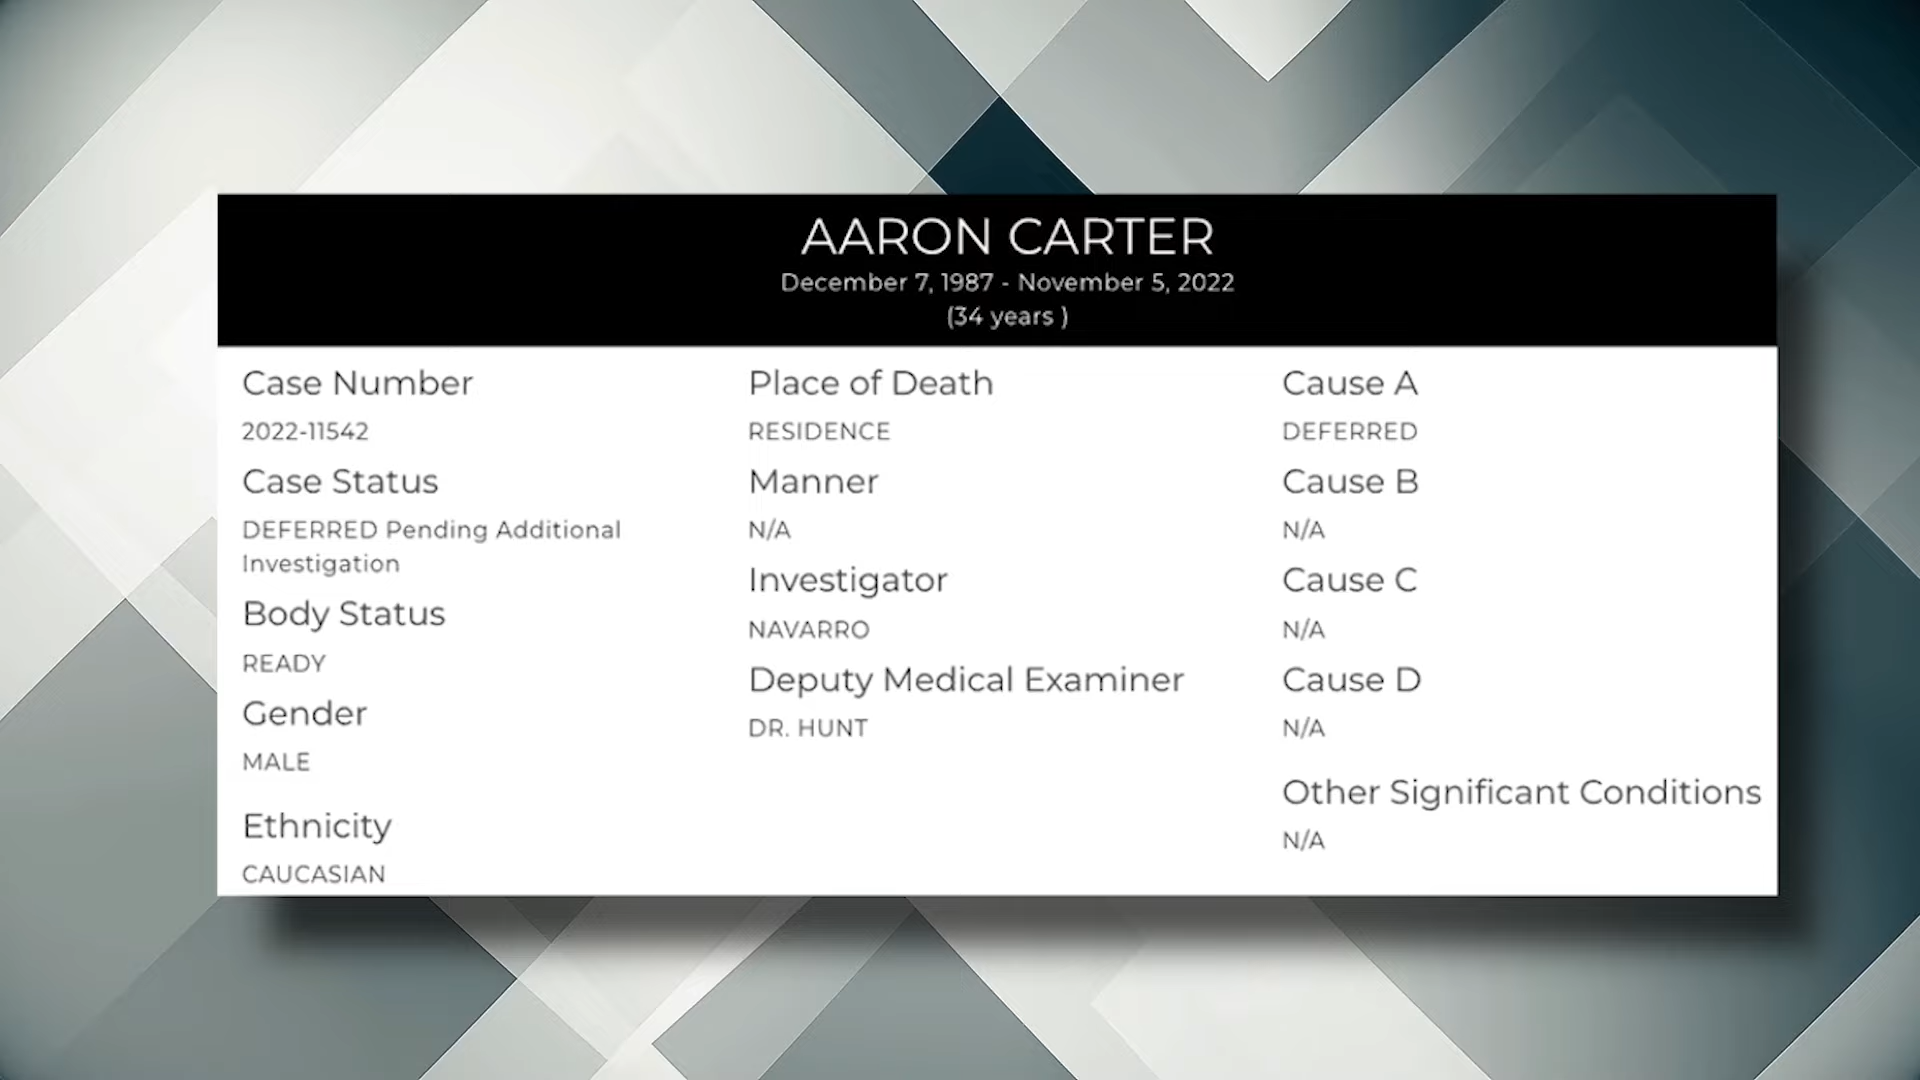 AARON CARTER
December 7, 1987 - November 5, 2022
(34 years )
Case Number
2022-11542
Case Status
DEFERRED Pending Additional
Investigation
Body Status
READY
Gender
MALE
Ethnicity
CAUCASIAN
Place of Death
RESIDENCE
Manner
N/A
Investigator
NAVARRO
Deputy Medical Examiner
DR. HUNT
Cause A
DEFERRED
Cause B
N/A
Cause C
N/A
Cause D
N/A
Other Significant Conditions
N/A